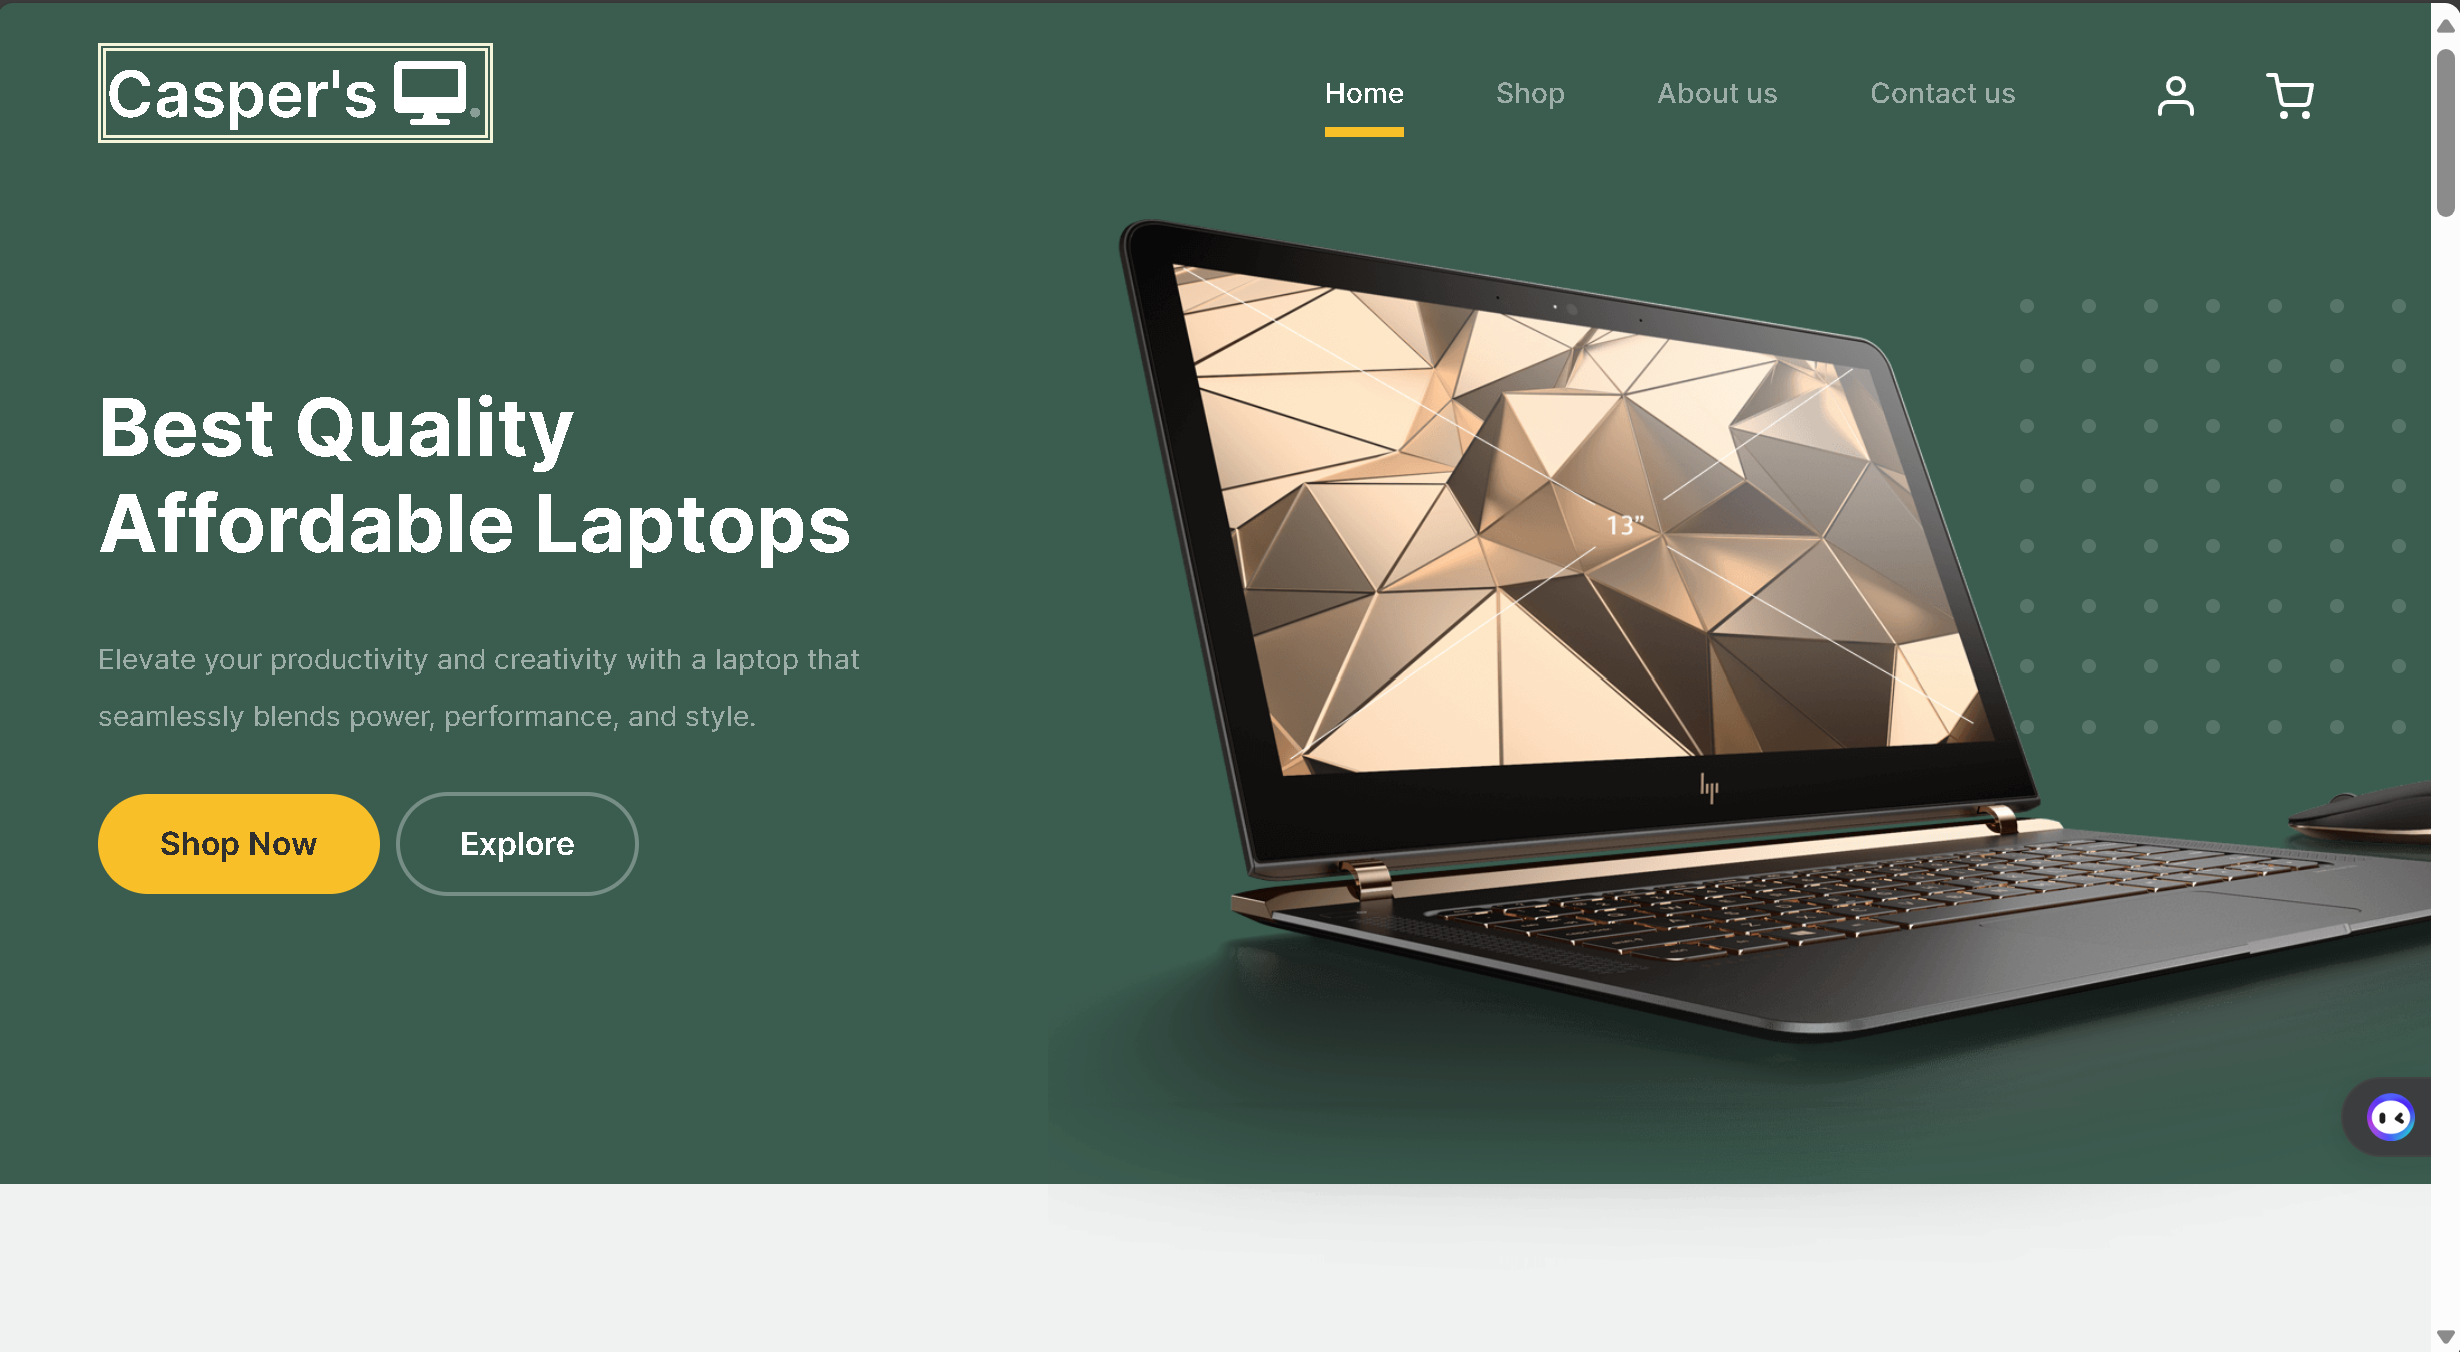 Casper's
Home
Shop
About us
Contact us
Best Quality
Affordable Laptops
Elevate your productivity and creativity with a laptop that
seamlessly blends power, performance, and style.
Shop Now
Explore
13”
hp